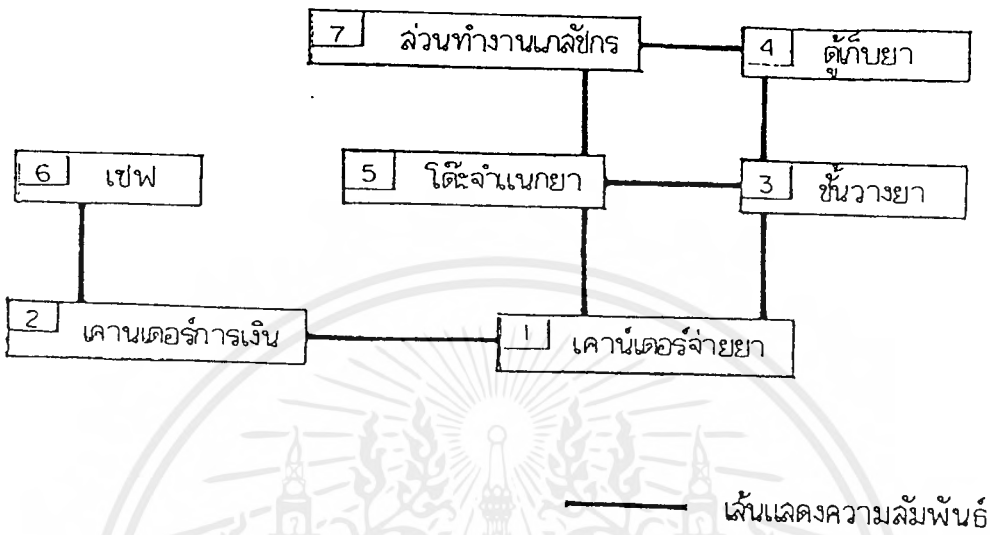 7 ส่วนทำงานเภสัชกร
4 ตู้เก็บยา
6 เซฟ
5 โต๊ะจำแนกยา
3 ชั้นวางยา
2 เคานเตอร์การเงิน
1 เคาน์เตอร์จ่ายยา
เส้นแสดงความสัมพันธ์